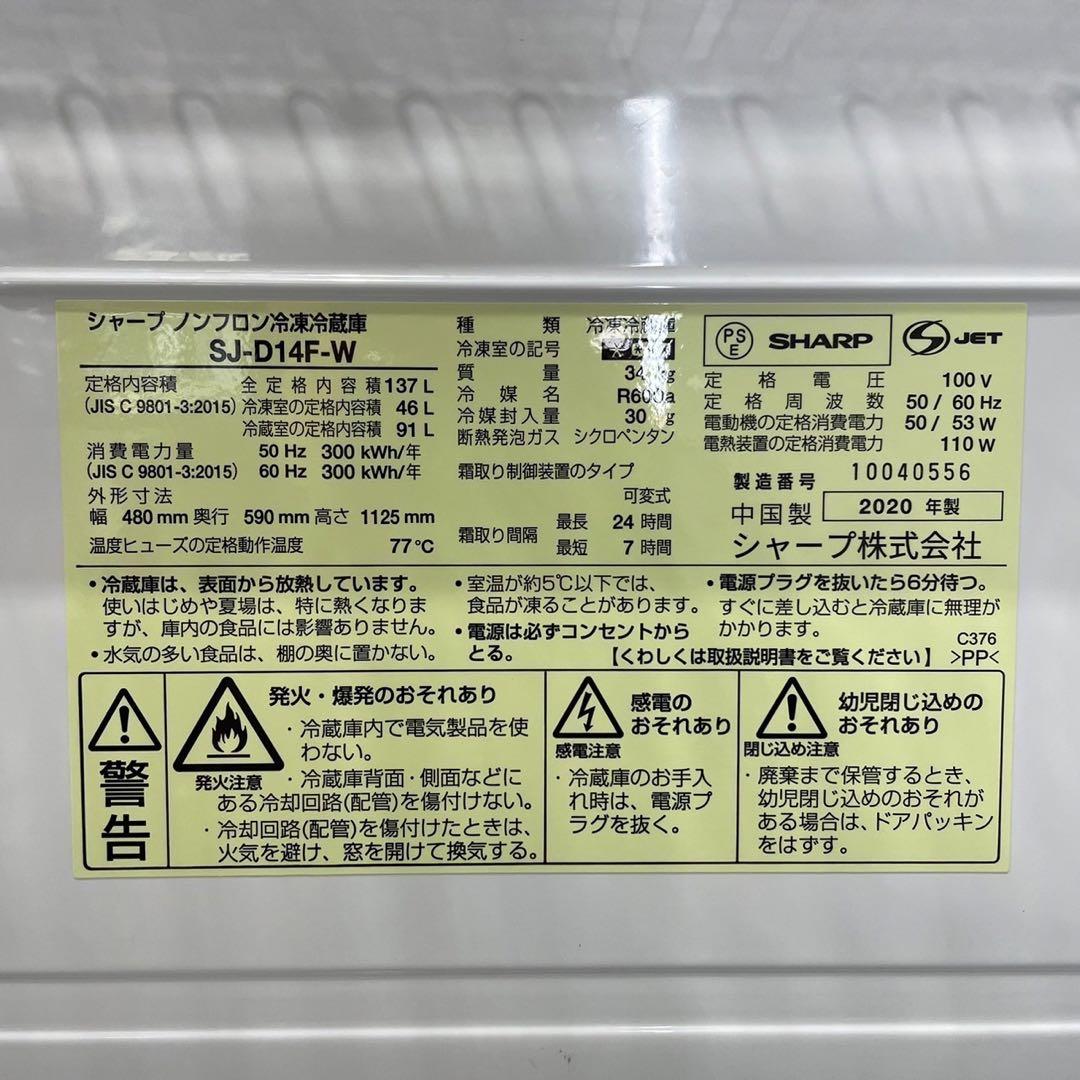 シャープ ノンフロン冷凍冷蔵庫
SJ-D14F-W
定格内容積 全定格内容積 137 L
(JIS C 9801-3:2015) 冷凍室の定格内容積 46 L
冷蔵室の定格内容積 91 L
消費電力量 50 Hz 300 kWh/年
(JIS C 9801-3:2015) 60 Hz 300 kWh/年
外形寸法
幅 480 mm 奥行 590 mm 高さ 1125 mm
温度ヒューズの定格動作温度 77℃
種類 冷凍冷蔵庫
冷凍室の記号
質量 34 kg
冷媒名 R600a
冷媒封入量 30 g
断熱発泡ガス シクロペンタン
霜取り制御装置のタイプ
可変式
霜取り間隔 最長 24 時間
最短 7 時間
PS
E
SHARP
S JET
定格電圧 100 V
定格周波数 50 / 60 Hz
電動機の定格消費電力 50 / 53 W
電熱装置の定格消費電力 110 W
製造番号 10040556
中国製 2020 年製
シャープ株式会社
・冷蔵庫は、表面から放熱しています。
使いはじめや夏場は、特に熱くなりま
すが、庫内の食品には影響ありません。
・水気の多い食品は、棚の奥に置かない。
・室温が約5℃以下では、
食品が凍ることがあります。
・電源は必ずコンセントから
とる。
・電源プラグを抜いたら6分待つ。
すぐに差し込むと冷蔵庫に無理が
かかります。
C376
【くわしくは取扱説明書をご覧ください】 >PP<
警告
発火注意
発火・爆発のおそれあり
・冷蔵庫内で電気製品を使
わない。
・冷蔵庫背面・側面などに
ある冷却回路(配管)を傷付けない。
・冷却回路(配管)を傷付けたときは、
火気を避け、窓を開けて換気する。
感電注意
感電の
おそれあり
・冷蔵庫のお手入
れ時は、電源プ
ラグを抜く。
閉じ込め注意
幼児閉じ込めの
おそれあり
・廃棄まで保管するとき、
幼児閉じ込めのおそれが
ある場合は、ドアパッキン
をはずす。